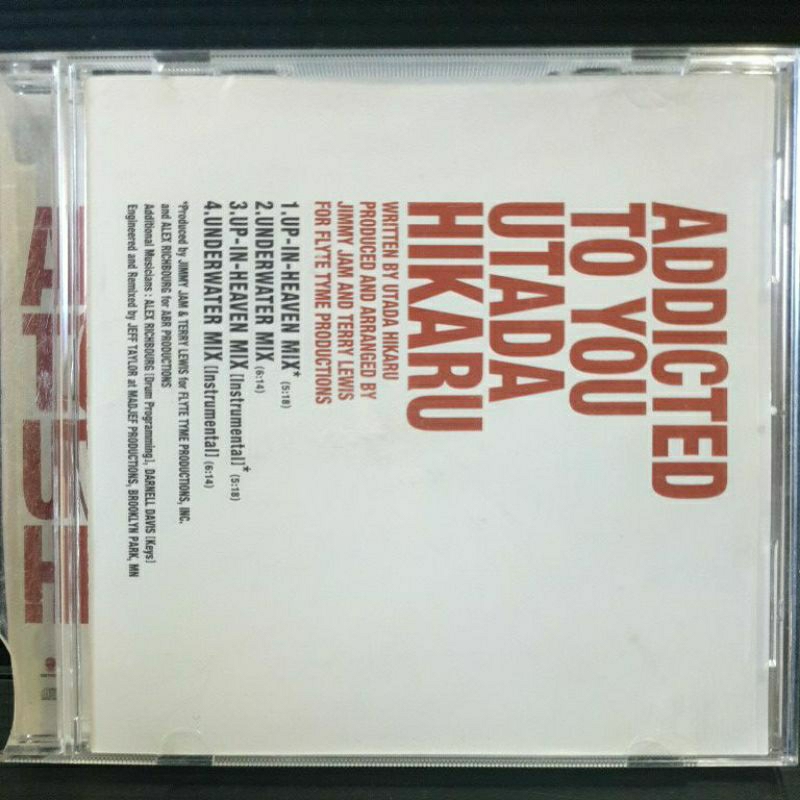 ADDICTED
TO YOU
UTADA
HIKARU
WRITTEN BY UTADA HIKARU
PRODUCED AND ARRANGED BY
JIMMY JAM AND TERRY LEWIS
FOR FLYTE TYME PRODUCTIONS
1.UP-IN-HEAVEN MIX* (5:18)
2.UNDERWATER MIX (6:14)
3.UP-IN-HEAVEN MIX [Instrumental]* (5:18)
4.UNDERWATER MIX [Instrumental] (6:14)
*Produced by JIMMY JAM & TERRY LEWIS for FLYTE TYME PRODUCTIONS, INC.
and ALEX RICHBOURG for ABR PRODUCTIONS
Additional Musicians : ALEX RICHBOURG [Drum Programming], DARNELL DAVIS [Keys]
Engineered and Remixed by JEFF TAYLOR at MADJEF PRODUCTIONS, BROOKLYN PARK, MN